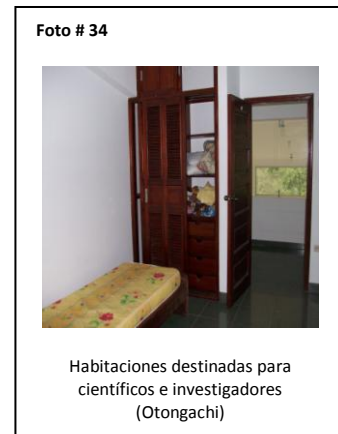 Foto # 34
Habitaciones destinadas para
científicos e investigadores
(Otongachi)